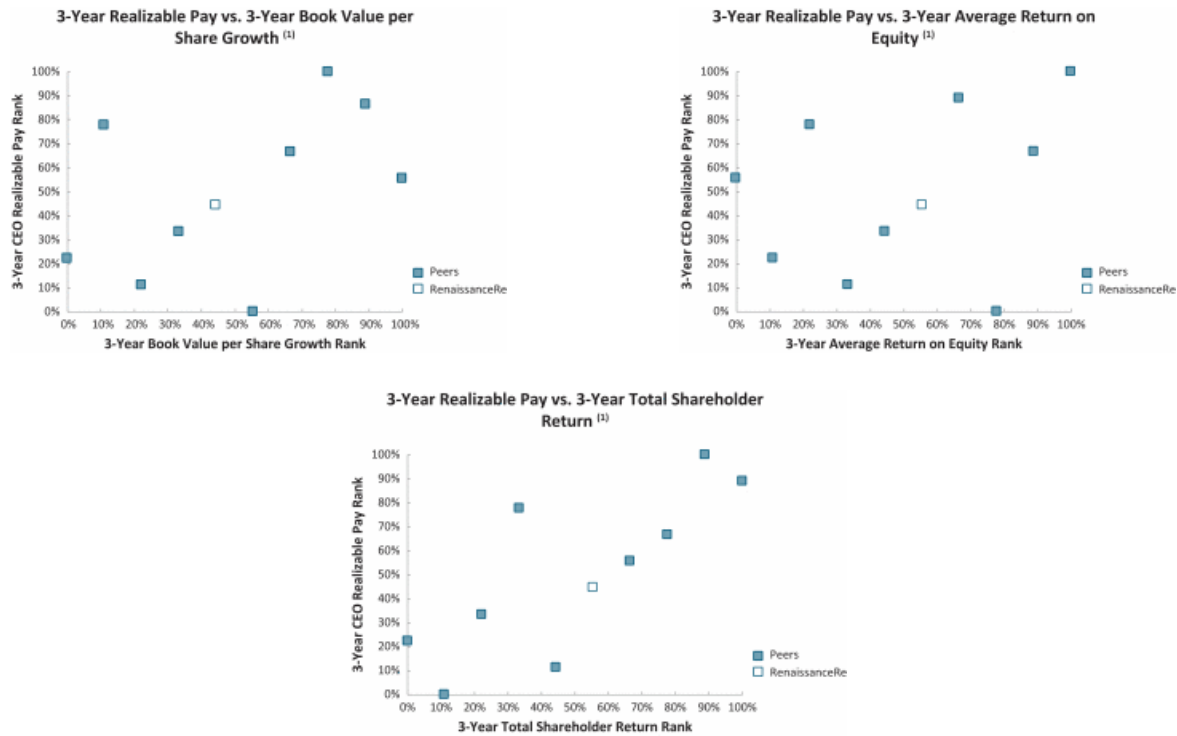 3-Year Realizable Pay vs. 3-Year Book Value per
Share Growth (1)
3-Year CEO Realizable Pay Rank
100%
90%
80%
70%
60%
50%
40%
30%
20%
10%
0%
0% 10% 20% 30% 40% 50% 60% 70% 80% 90% 100%
3-Year Book Value per Share Growth Rank
Peers
RenaissanceRe
3-Year Realizable Pay vs. 3-Year Average Return on
Equity (1)
3-Year CEO Realizable Pay Rank
100%
90%
80%
70%
60%
50%
40%
30%
20%
10%
0%
0% 10% 20% 30% 40% 50% 60% 70% 80% 90% 100%
3-Year Average Return on Equity Rank
Peers
RenaissanceRe
3-Year Realizable Pay vs. 3-Year Total Shareholder
Return (1)
3-Year CEO Realizable Pay Rank
100%
90%
80%
70%
60%
50%
40%
30%
20%
10%
0%
0% 10% 20% 30% 40% 50% 60% 70% 80% 90% 100%
3-Year Total Shareholder Return Rank
Peers
RenaissanceRe